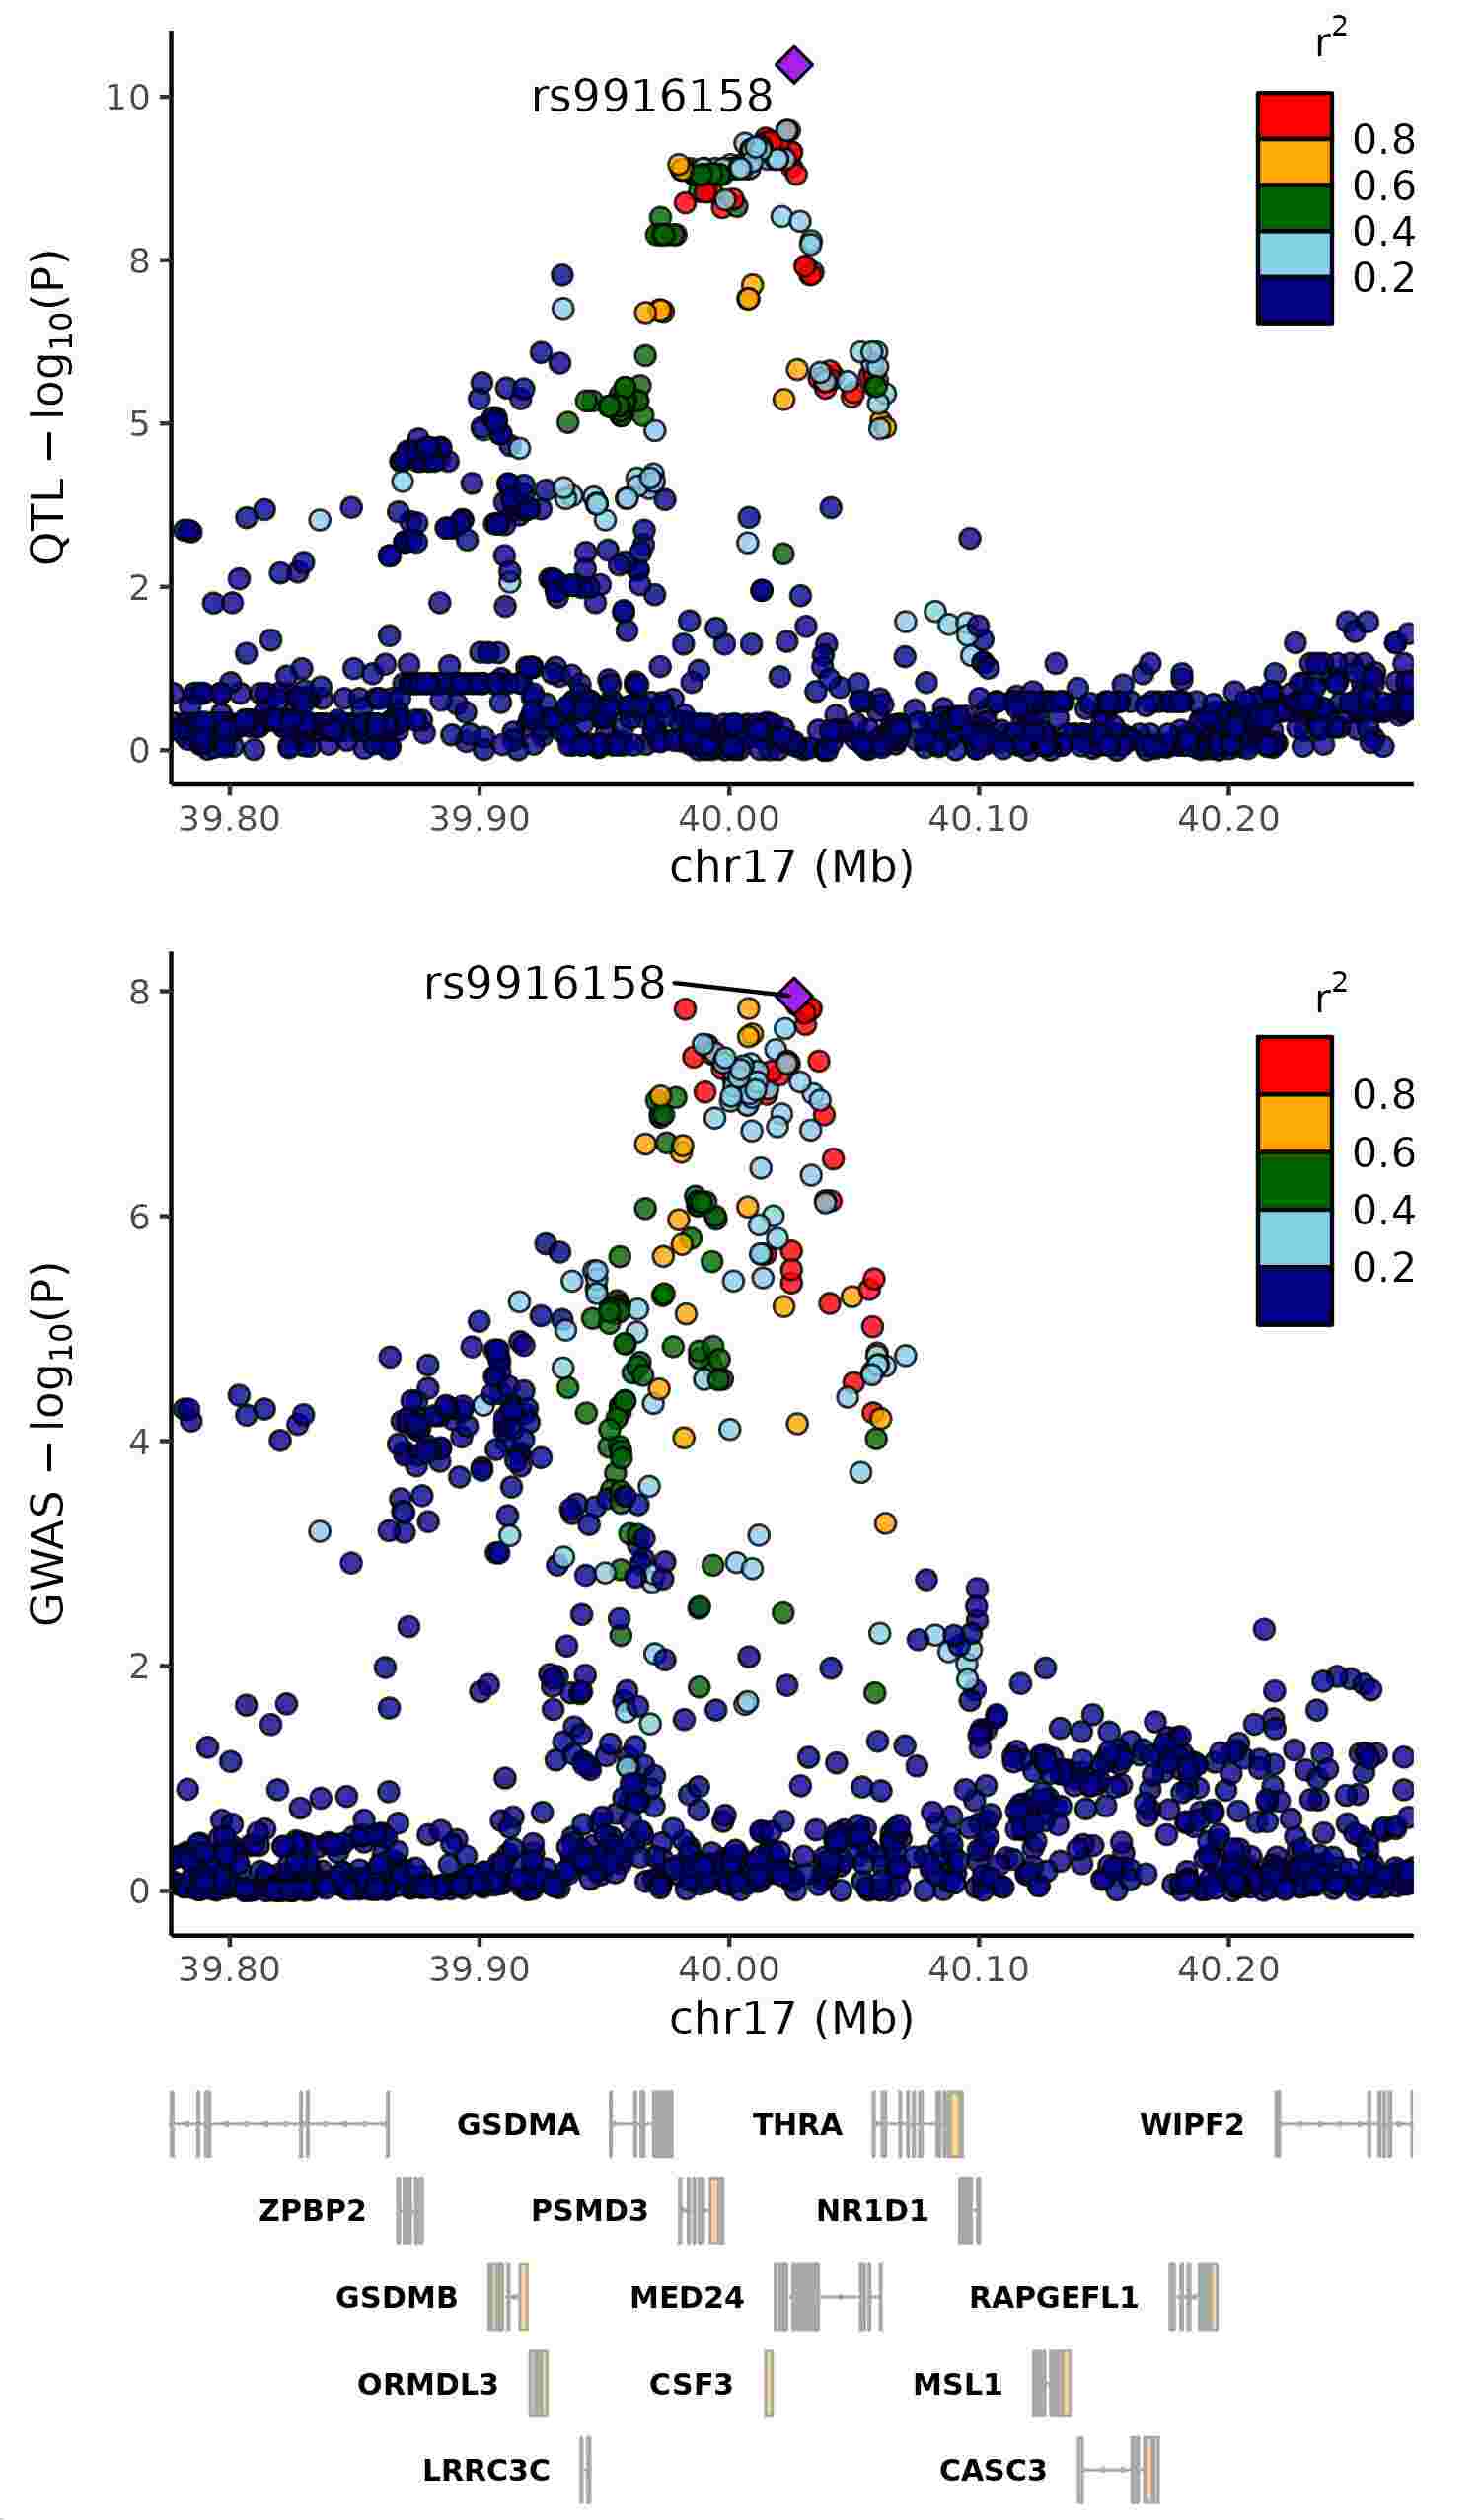 r2
10
rs9916158
0.8
0.6
0.4
0.2
8
QTL −log10(P)
5
2
0
39.80 39.90 40.00 40.10 40.20
chr17 (Mb)
rs9916158
r2
8
0.8
0.6
0.4
0.2
6
GWAS −log10(P)
4
2
0
39.80 39.90 40.00 40.10 40.20
chr17 (Mb)
GSDMA THRA WIPF2
ZPBP2 PSMD3 NR1D1
GSDMB MED24 RAPGEFL1
ORMDL3 CSF3 MSL1
LRRC3C CASC3